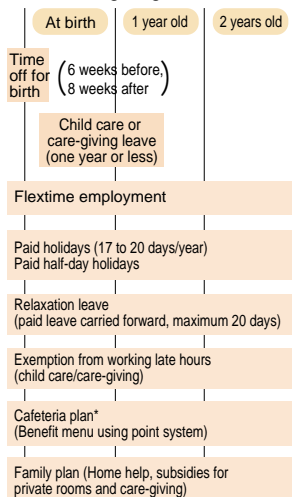 At birth
1 year old
2 years old
Time
off for
birth
(6 weeks before,
8 weeks after)
Child care or
care-giving leave
(one year or less)
Flextime employment
Paid holidays (17 to 20 days/year)
Paid half-day holidays
Relaxation leave
(paid leave carried forward, maximum 20 days)
Exemption from working late hours
(child care/care-giving)
Cafeteria plan*
(Benefit menu using point system)
Family plan (Home help, subsidies for
private rooms and care-giving)